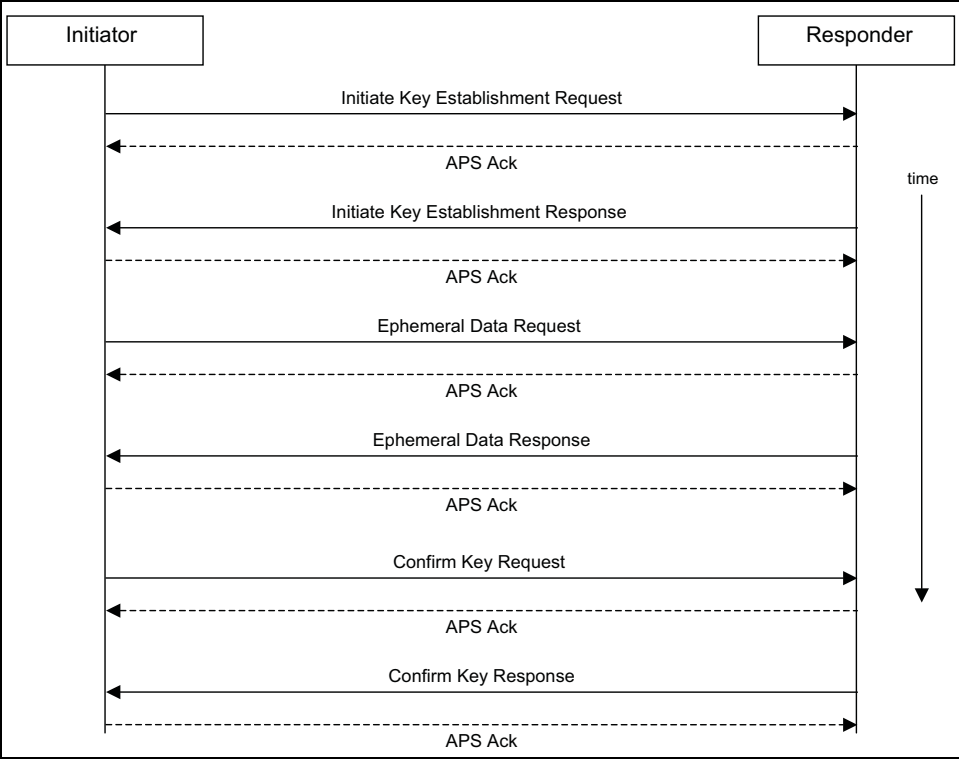 Initiator
Responder
Initiate Key Establishment Request
APS Ack
time
Initiate Key Establishment Response
APS Ack
Ephemeral Data Request
APS Ack
Ephemeral Data Response
APS Ack
Confirm Key Request
APS Ack
Confirm Key Response
APS Ack